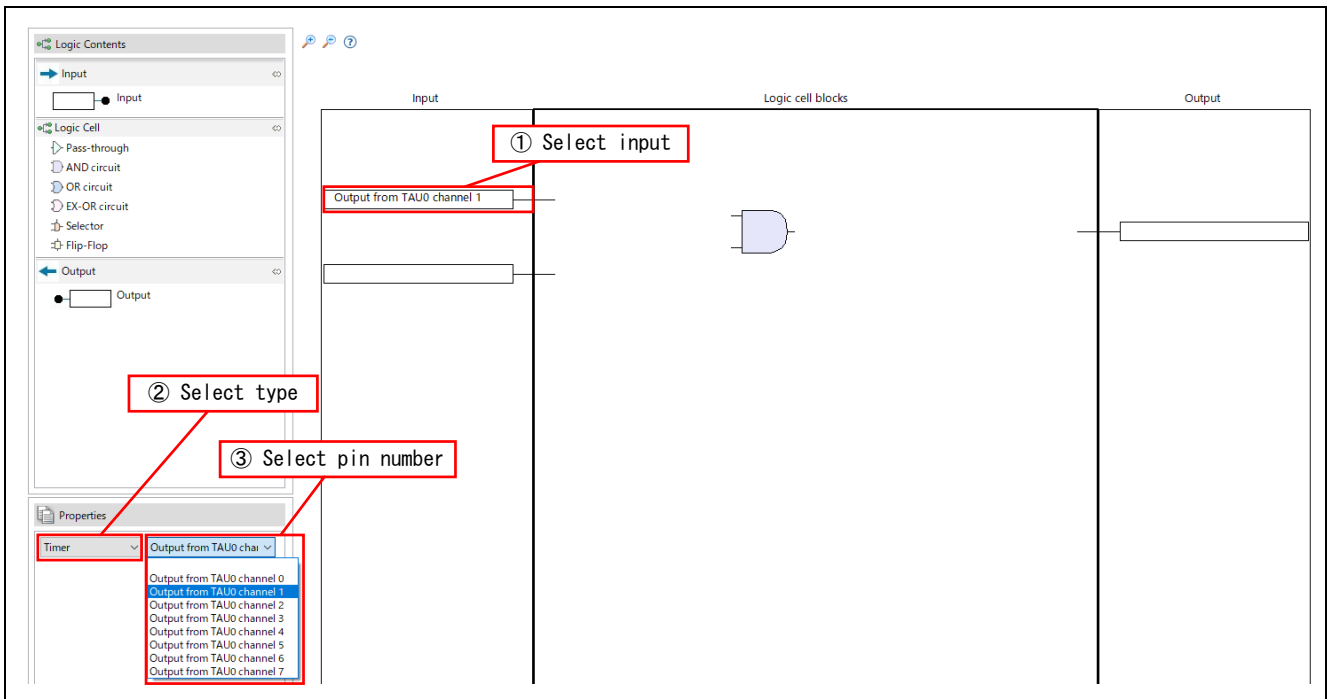 Logic Contents
Input
Input
Logic Cell
Pass-through
AND circuit
OR circuit
EX-OR circuit
Selector
Flip-Flop
Output
Output
Input
Logic cell blocks
Output
① Select input
Output from TAU0 channel 1
② Select type
③ Select pin number
Properties
Timer
Output from TAU0 cha
Output from TAU0 channel 0
Output from TAU0 channel 1
Output from TAU0 channel 2
Output from TAU0 channel 3
Output from TAU0 channel 4
Output from TAU0 channel 5
Output from TAU0 channel 6
Output from TAU0 channel 7